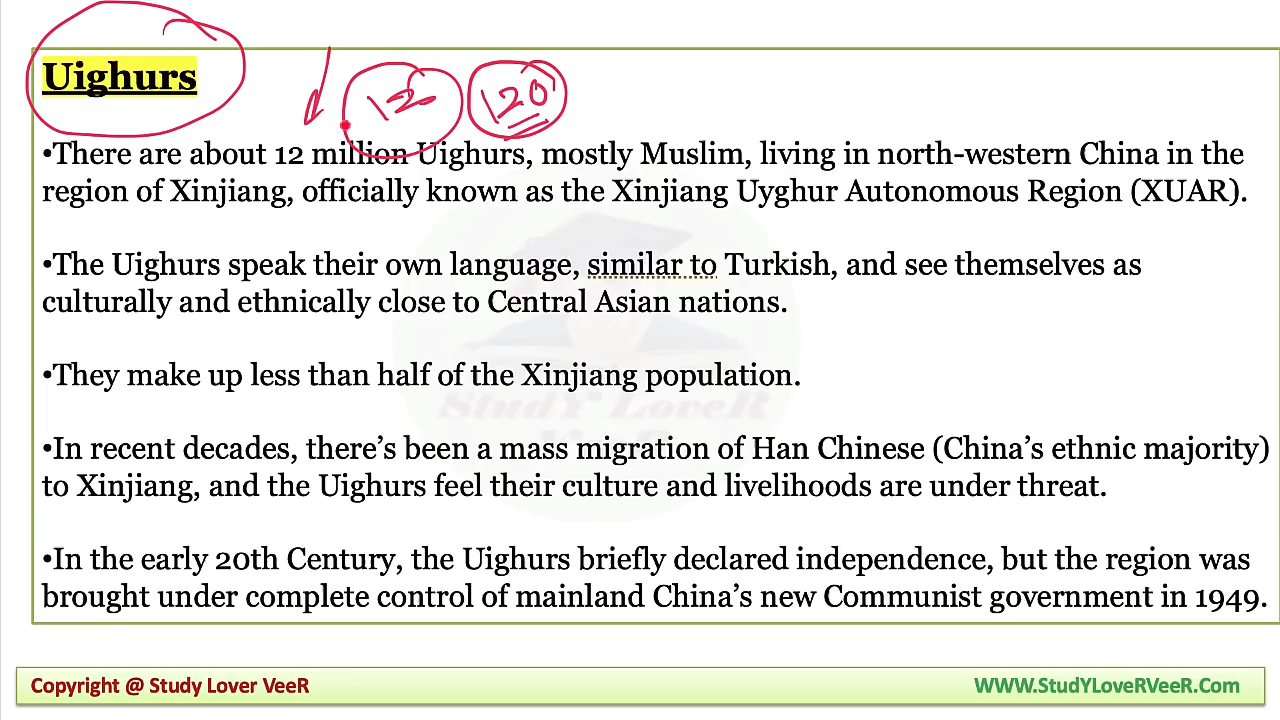 Uighurs
12 120
•There are about 12 million Uighurs, mostly Muslim, living in north-western China in the
region of Xinjiang, officially known as the Xinjiang Uyghur Autonomous Region (XUAR).
•The Uighurs speak their own language, similar to Turkish, and see themselves as
culturally and ethnically close to Central Asian nations.
•They make up less than half of the Xinjiang population.
StudY LoveR
•In recent decades, there's been a mass migration of Han Chinese (China's ethnic majority)
to Xinjiang, and the Uighurs feel their culture and livelihoods are under threat.
•In the early 20th Century, the Uighurs briefly declared independence, but the region was
brought under complete control of mainland China's new Communist government in 1949.
Copyright @ Study Lover VeeR
WWW.StudYLoveRVeeR.Com